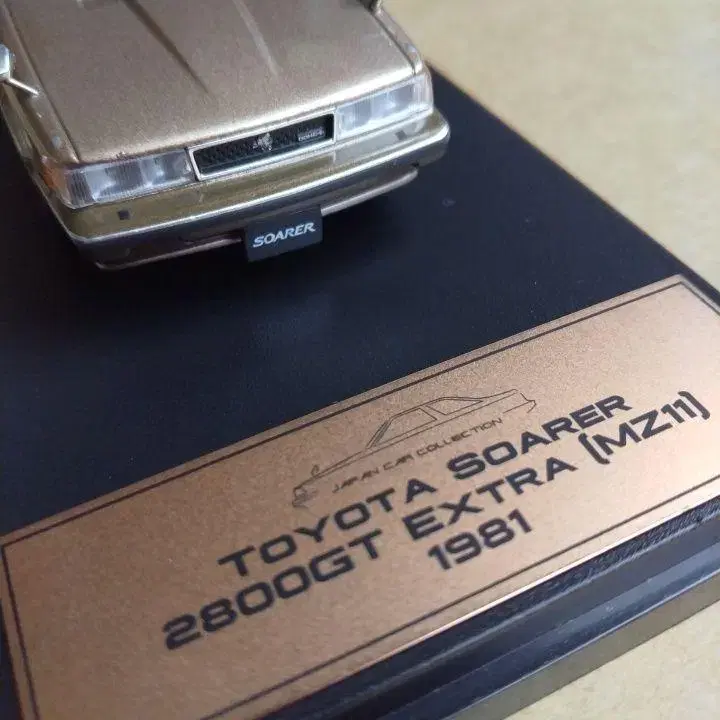 SOARER
JAPAN CAR COLLECTION
TOYOTA SOARER
2800GT EXTRA (MZ11)
1981